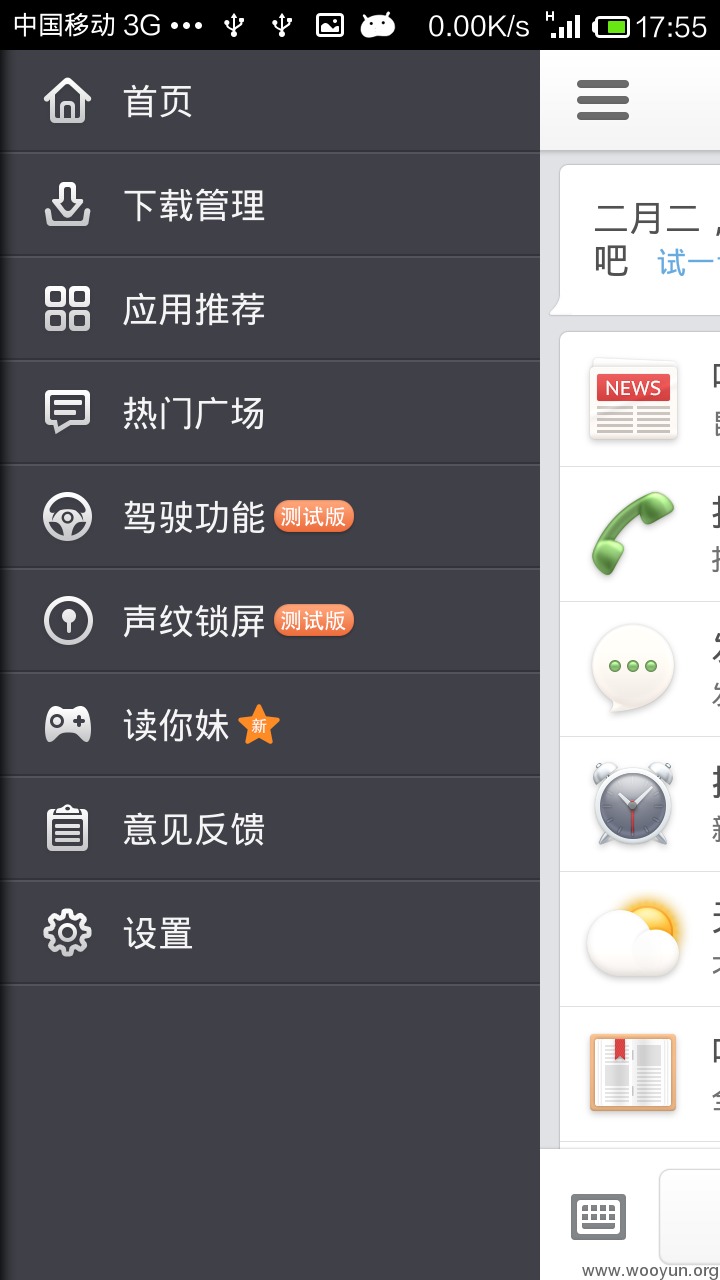 中国移动 3G ••• 0.00K/s H 17:55
首页
下载管理
应用推荐
热门广场
驾驶功能 测试版
声纹锁屏 测试版
读你妹 新
意见反馈
设置
二月二，
吧 试一
NEWS
www.wooyun.org